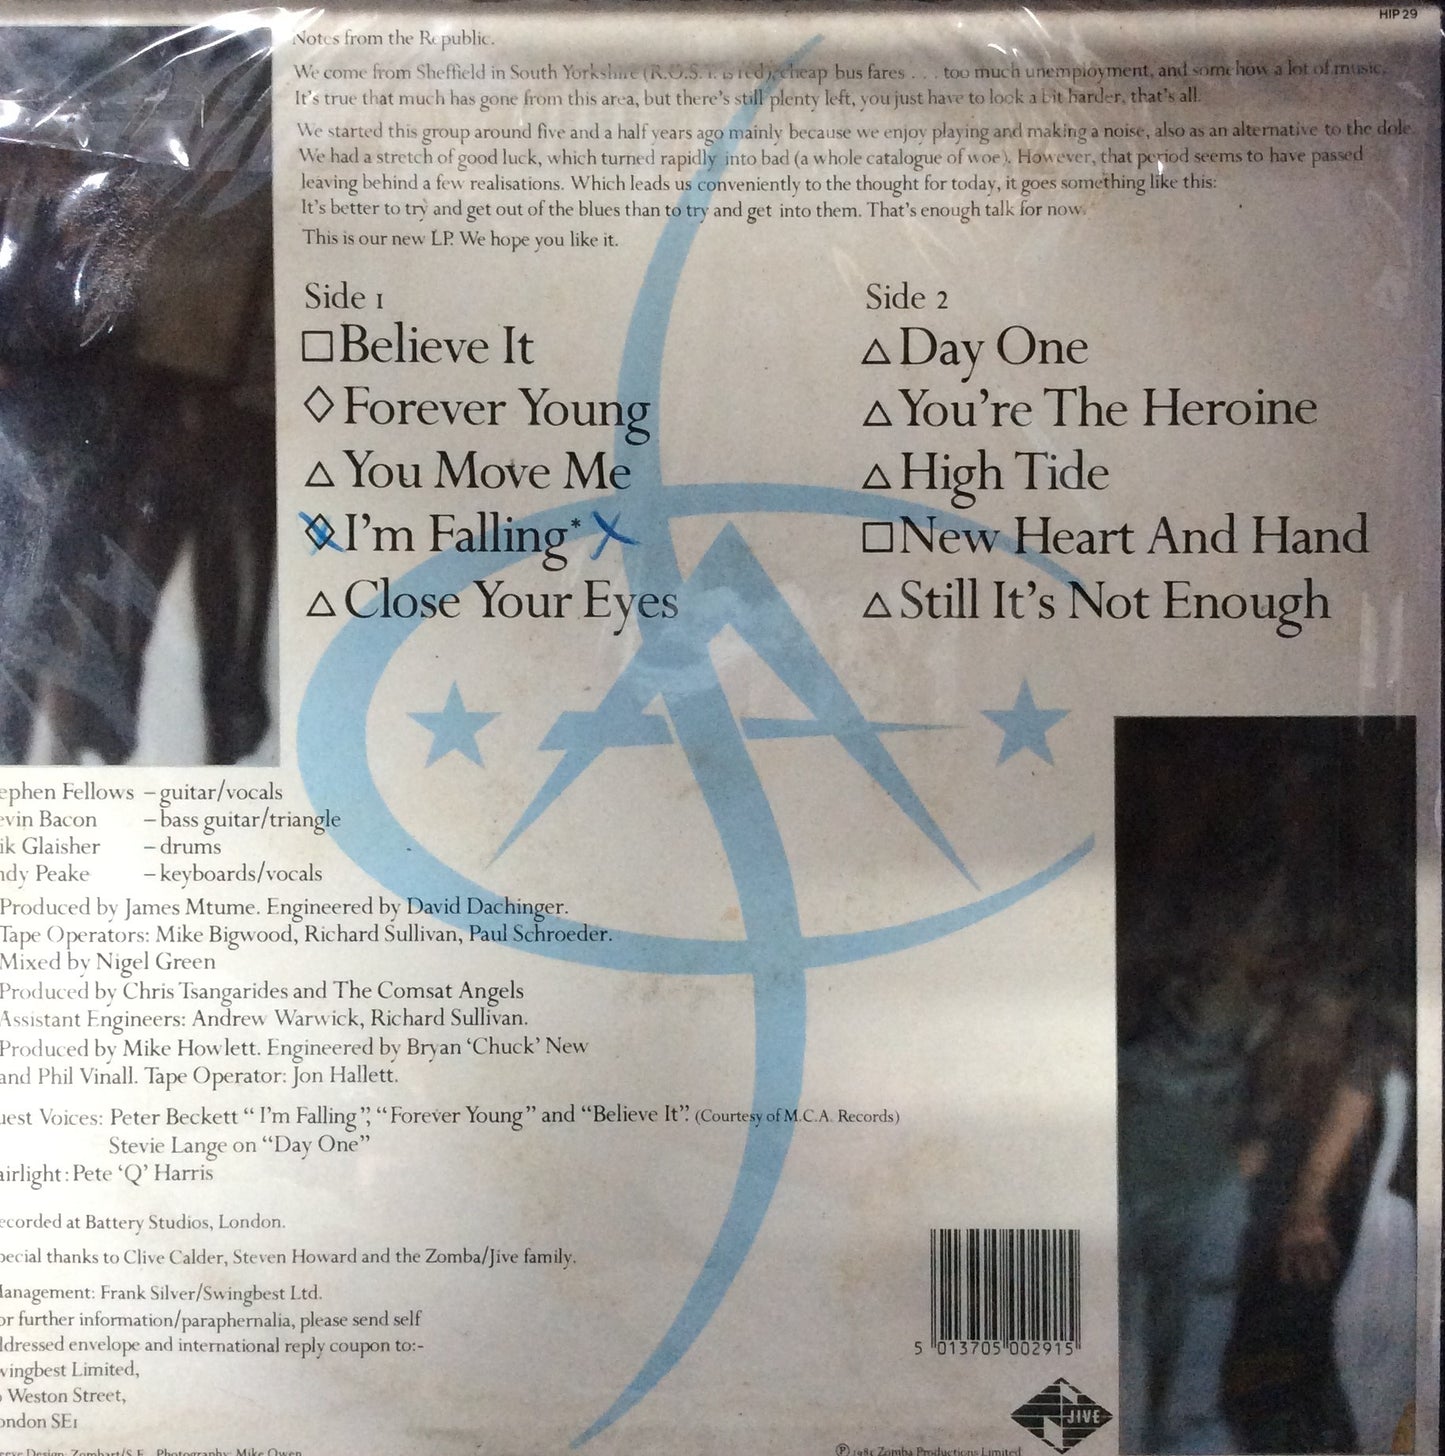 HIP 29
Notes from the Republic.
We come from Sheffield in South Yorkshire (R.O.S.Y. is red), cheap bus fares . . . too much unemployment, and somehow a lot of music.
It's true that much has gone from this area, but there's still plenty left, you just have to look a bit harder, that's all.
We started this group around five and a half years ago mainly because we enjoy playing and making a noise, also as an alternative to the dole.
We had a stretch of good luck, which turned rapidly into bad (a whole catalogue of woe). However, that period seems to have passed
leaving behind a few realisations. Which leads us conveniently to the thought for today, it goes something like this:
It's better to try and get out of the blues than to try and get into them. That's enough talk for now.
This is our new LP. We hope you like it.
Side 1
□ Believe It
◇ Forever Young
△ You Move Me
◇ I'm Falling* X
△ Close Your Eyes
Side 2
△ Day One
△ You're The Heroine
△ High Tide
□ New Heart And Hand
△ Still It's Not Enough
ephen Fellows – guitar/vocals
evin Bacon – bass guitar/triangle
ik Glaisher – drums
ndy Peake – keyboards/vocals
Produced by James Mtume. Engineered by David Dachinger.
Tape Operators: Mike Bigwood, Richard Sullivan, Paul Schroeder.
Mixed by Nigel Green
Produced by Chris Tsangarides and The Comsat Angels
Assistant Engineers: Andrew Warwick, Richard Sullivan.
Produced by Mike Howlett. Engineered by Bryan 'Chuck' New
and Phil Vinall. Tape Operator: Jon Hallett.
uest Voices: Peter Beckett "I'm Falling", "Forever Young" and "Believe It". (Courtesy of M.C.A. Records)
Stevie Lange on "Day One"
airlight: Pete 'Q' Harris
ecorded at Battery Studios, London.
pecial thanks to Clive Calder, Steven Howard and the Zomba/Jive family.
anagement: Frank Silver/Swingbest Ltd.
or further information/paraphernalia, please send self
ddressed envelope and international reply coupon to:-
wingbest Limited,
Weston Street,
ondon SE1
5 013705 002915
JIVE
eeve Design: Zombart/S.F. Photography: Mike Owen
Ⓟ 1985 Zomba Productions Limited